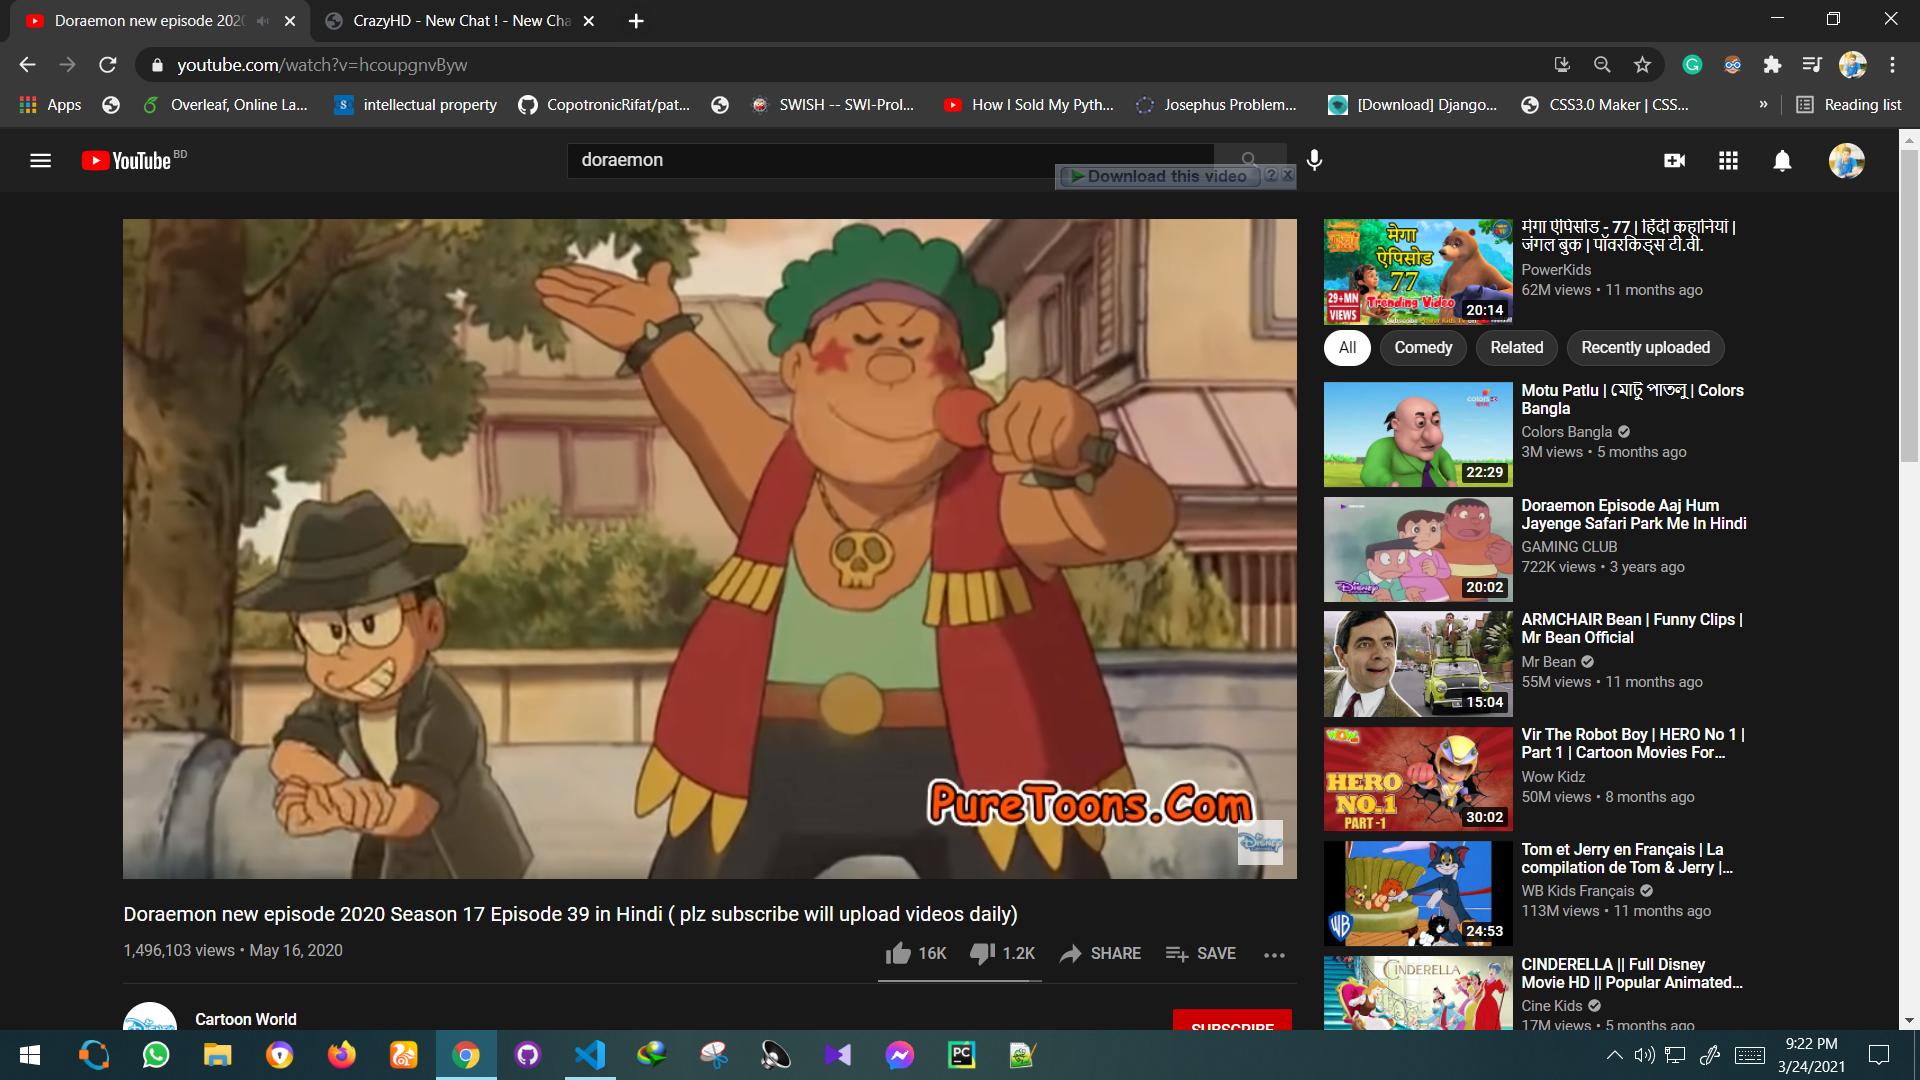 Doraemon new episode 202
CrazyHD - New Chat ! - New Cha
youtube.com/watch?v=hcoupgnvByw
Apps
Overleaf, Online La...
intellectual property
CopotronicRifat/pat...
SWISH -- SWI-Prol...
How I Sold My Pyth...
Josephus Problem...
[Download] Django...
CSS3.0 Maker | CSS...
»
Reading list
YouTube BD
doraemon
Download this video ? x
PureToons.Com
Doraemon new episode 2020 Season 17 Episode 39 in Hindi ( plz subscribe will upload videos daily)
1,496,103 views • May 16, 2020
16K
1.2K
SHARE
SAVE
Cartoon World
SUBSCRIBE
मेगा ऐपिसोड
77
29+MN
VIEWS
Trending Video
20:14
मेगा ऐपिसोड - 77 | हिंदी कहानियां |
जंगल बुक | पॉवरकिड्स टी.वी.
PowerKids
62M views • 11 months ago
All
Comedy
Related
Recently uploaded
22:29
Motu Patlu | মোটু পাতলু | Colors
Bangla
Colors Bangla
3M views • 5 months ago
20:02
Doraemon Episode Aaj Hum
Jayenge Safari Park Me In Hindi
GAMING CLUB
722K views • 3 years ago
15:04
ARMCHAIR Bean | Funny Clips |
Mr Bean Official
Mr Bean
55M views • 11 months ago
WOW
HERO
NO.1
PART -1
30:02
Vir The Robot Boy | HERO No 1 |
Part 1 | Cartoon Movies For...
Wow Kidz
50M views • 8 months ago
WB
24:53
Tom et Jerry en Français | La
compilation de Tom & Jerry |...
WB Kids Français
113M views • 11 months ago
CINDERELLA
CINDERELLA || Full Disney
Movie HD || Popular Animated...
Cine Kids
17M views • 5 months ago
PC
9:22 PM
3/24/2021